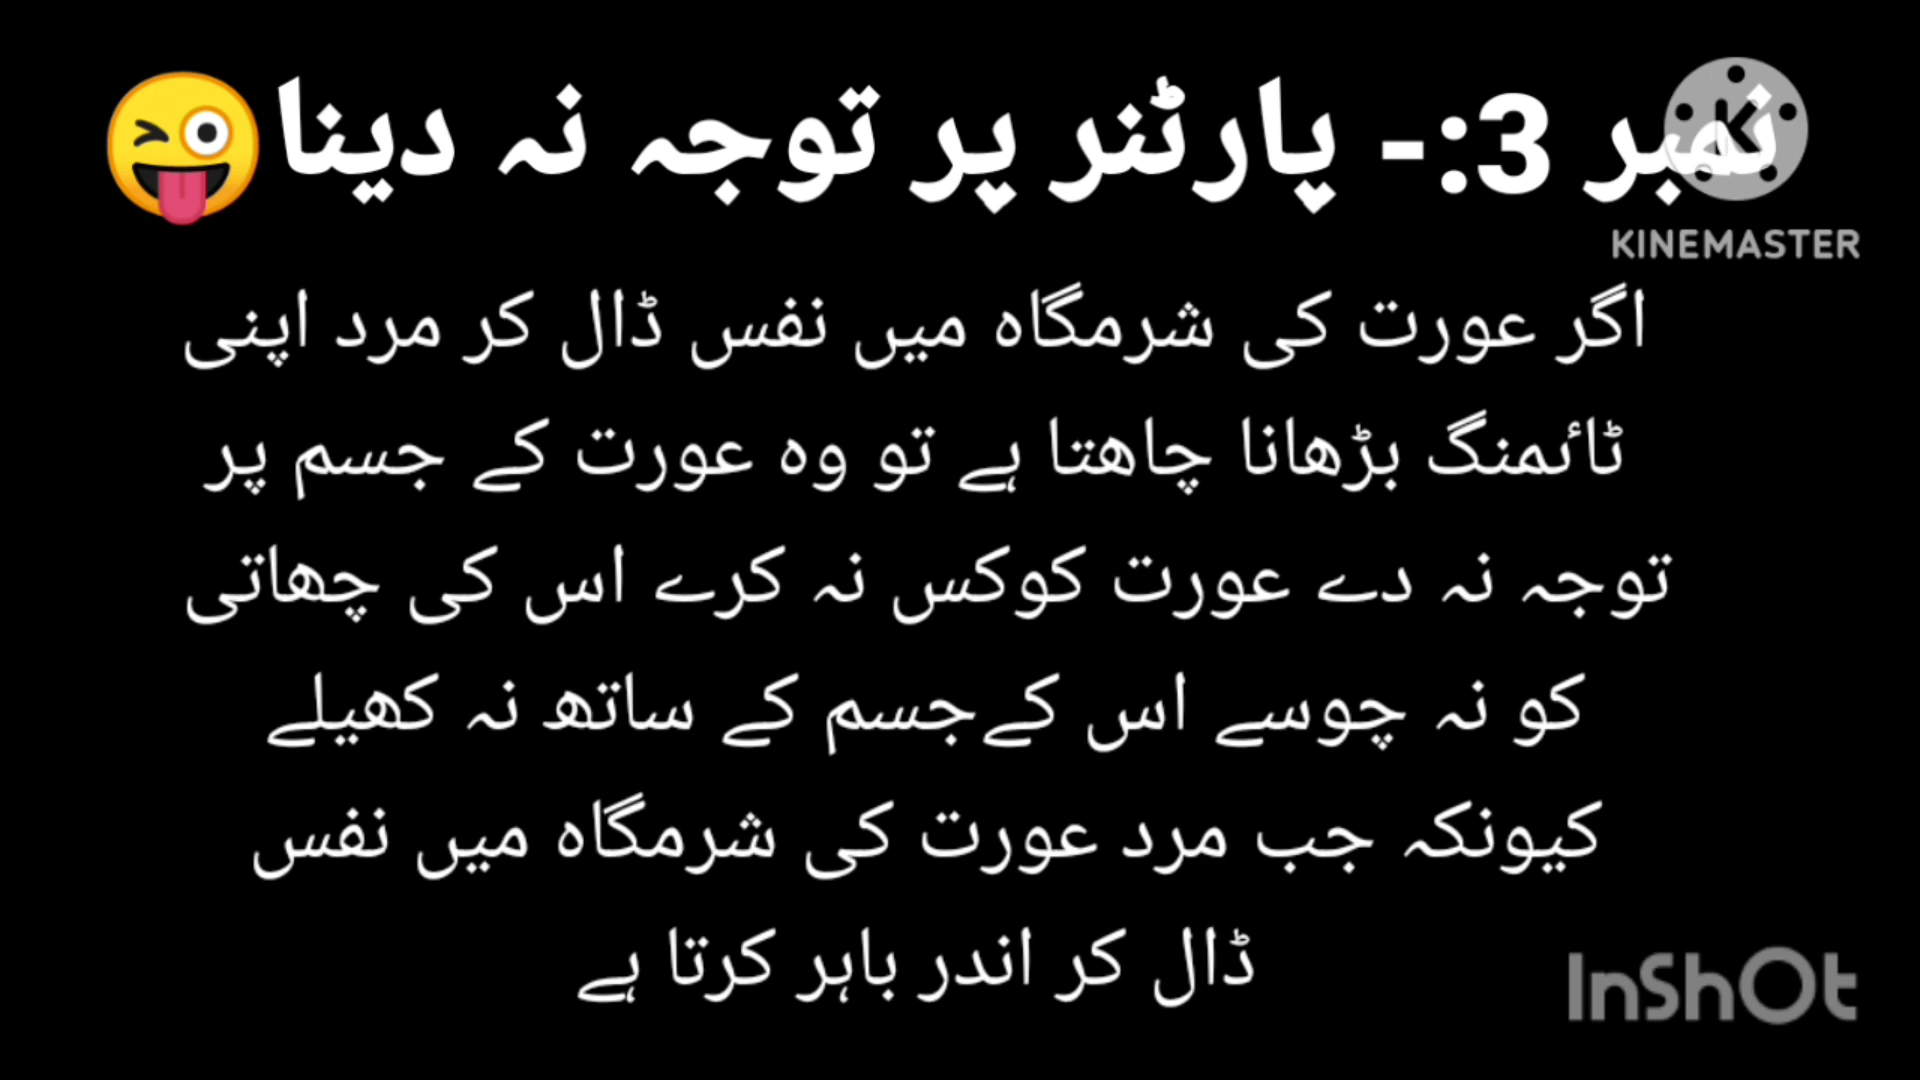 نمبر 3:- پارٹنر پر توجہ نہ دینا😜
KINEMASTER
اگر عورت کی شرمگاہ میں نفس ڈال کر مرد اپنی
ٹائمنگ بڑھانا چاھتا ہے تو وہ عورت کے جسم پر
توجہ نہ دے عورت کوکس نہ کرے اس کی چھاتی
کو نہ چوسے اس کےجسم کے ساتھ نہ کھیلے
کیونکہ جب مرد عورت کی شرمگاہ میں نفس
ڈال کر اندر باہر کرتا ہے
InShOt